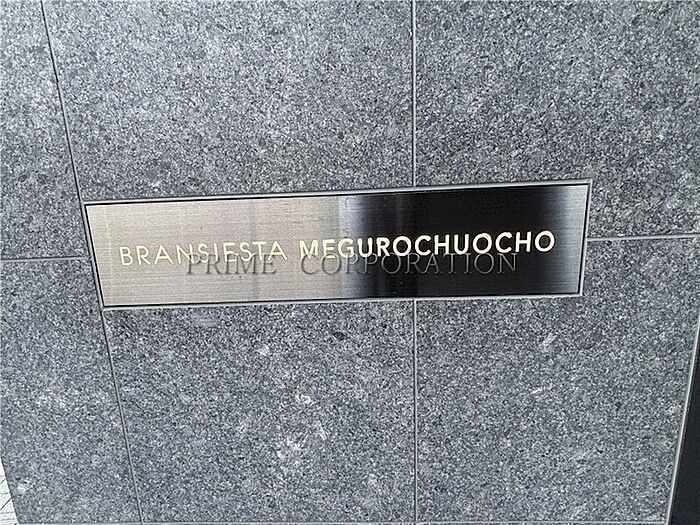 BRANSIESTA MEGUROCHUOCHO
PRIME CORPORATION